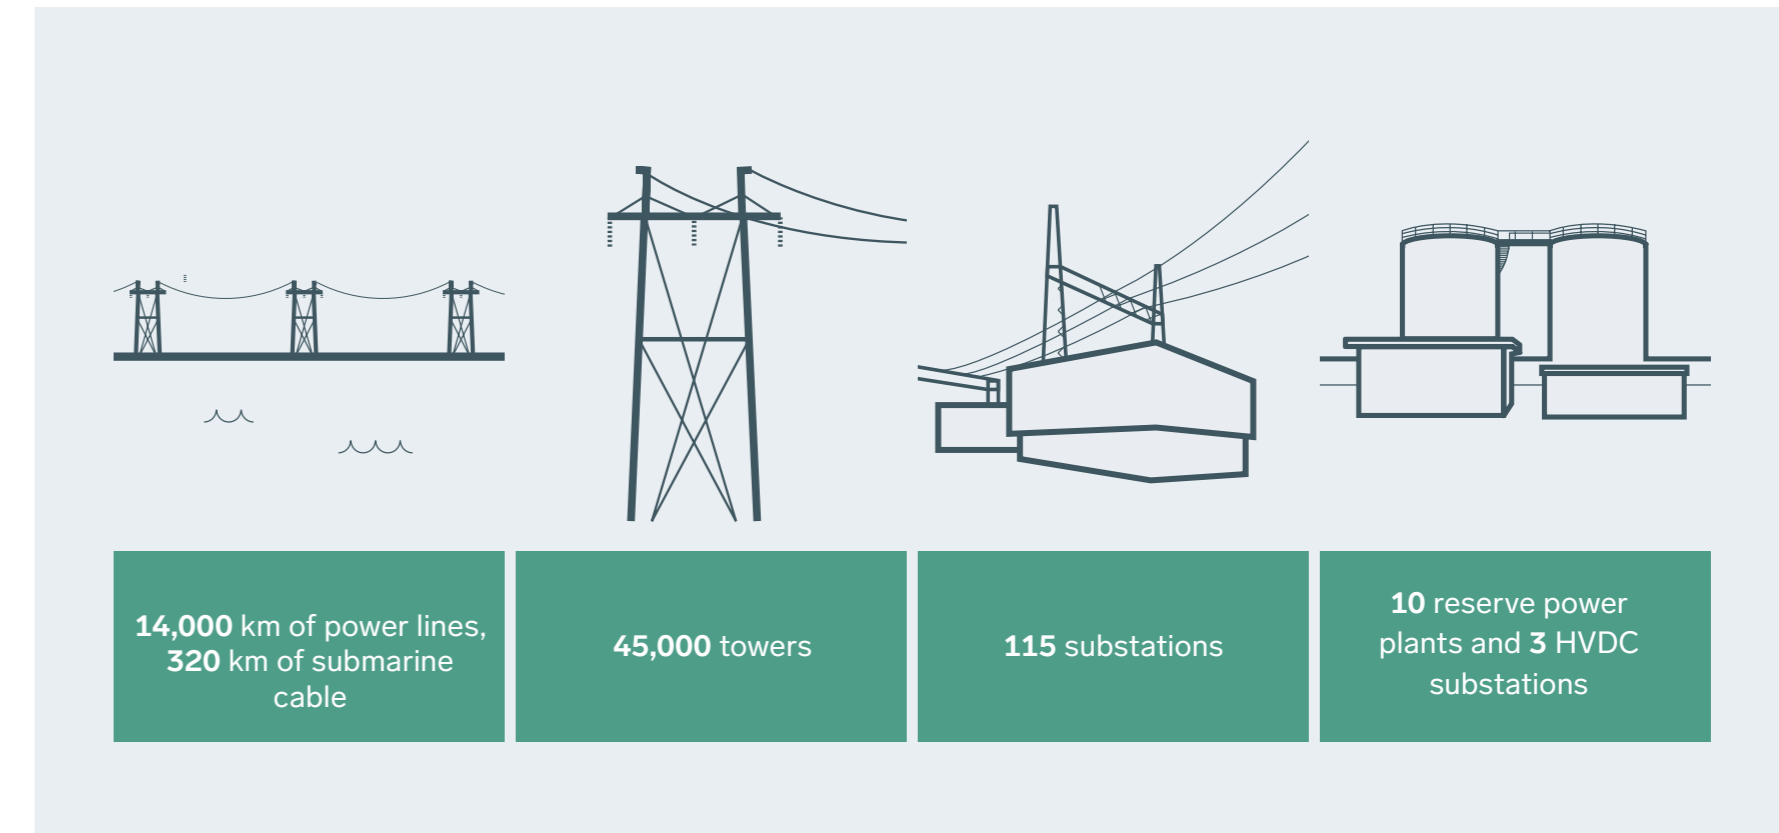 14,000 km of power lines,
320 km of submarine
cable
45,000 towers
115 substations
10 reserve power
plants and 3 HVDC
substations